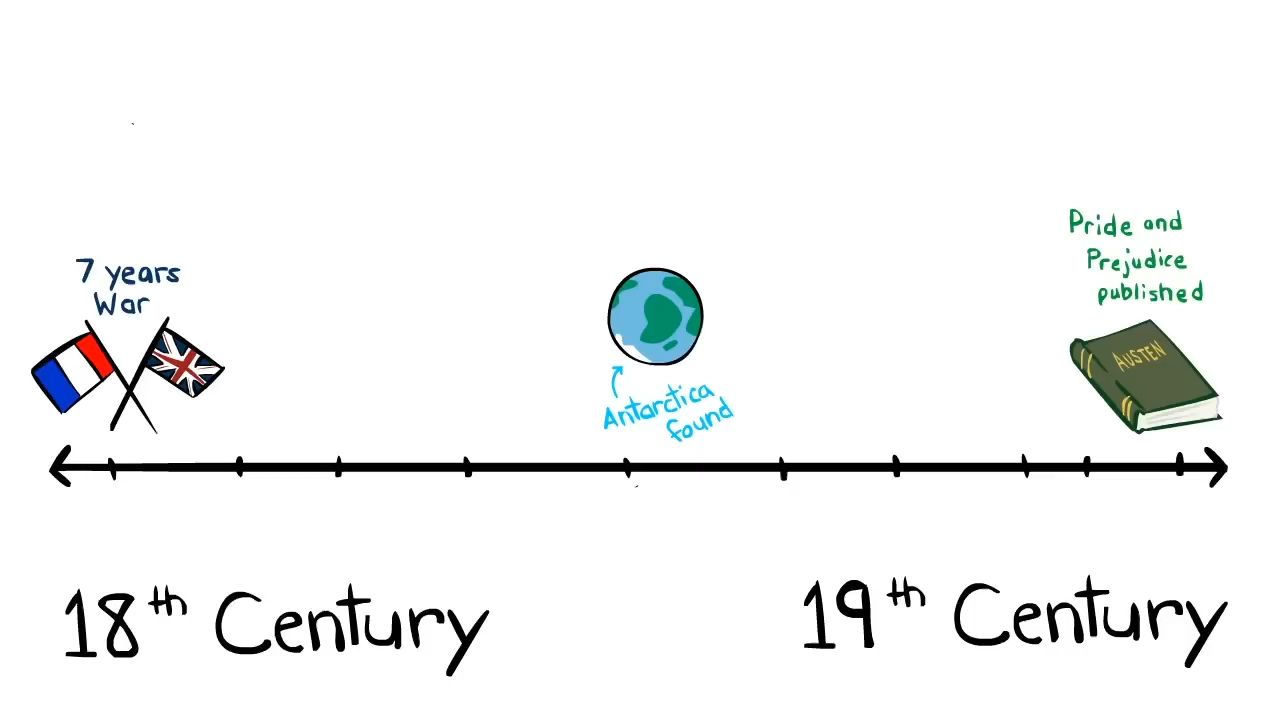 Pride and
Prejudice
published
7 years
War
AUSTEN
Antarctica
found
18th Century
19th Century